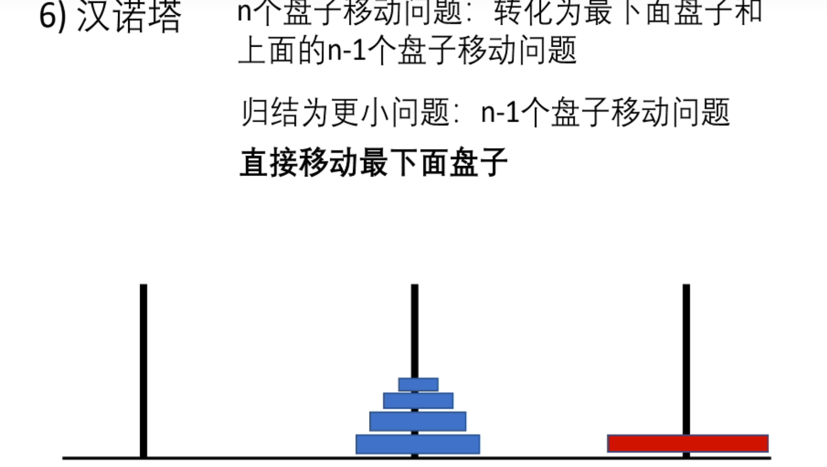 6) 汉诺塔
n个盘子移动问题：转化为最下面盘子和
上面的n-1个盘子移动问题
归结为更小问题：n-1个盘子移动问题
直接移动最下面盘子